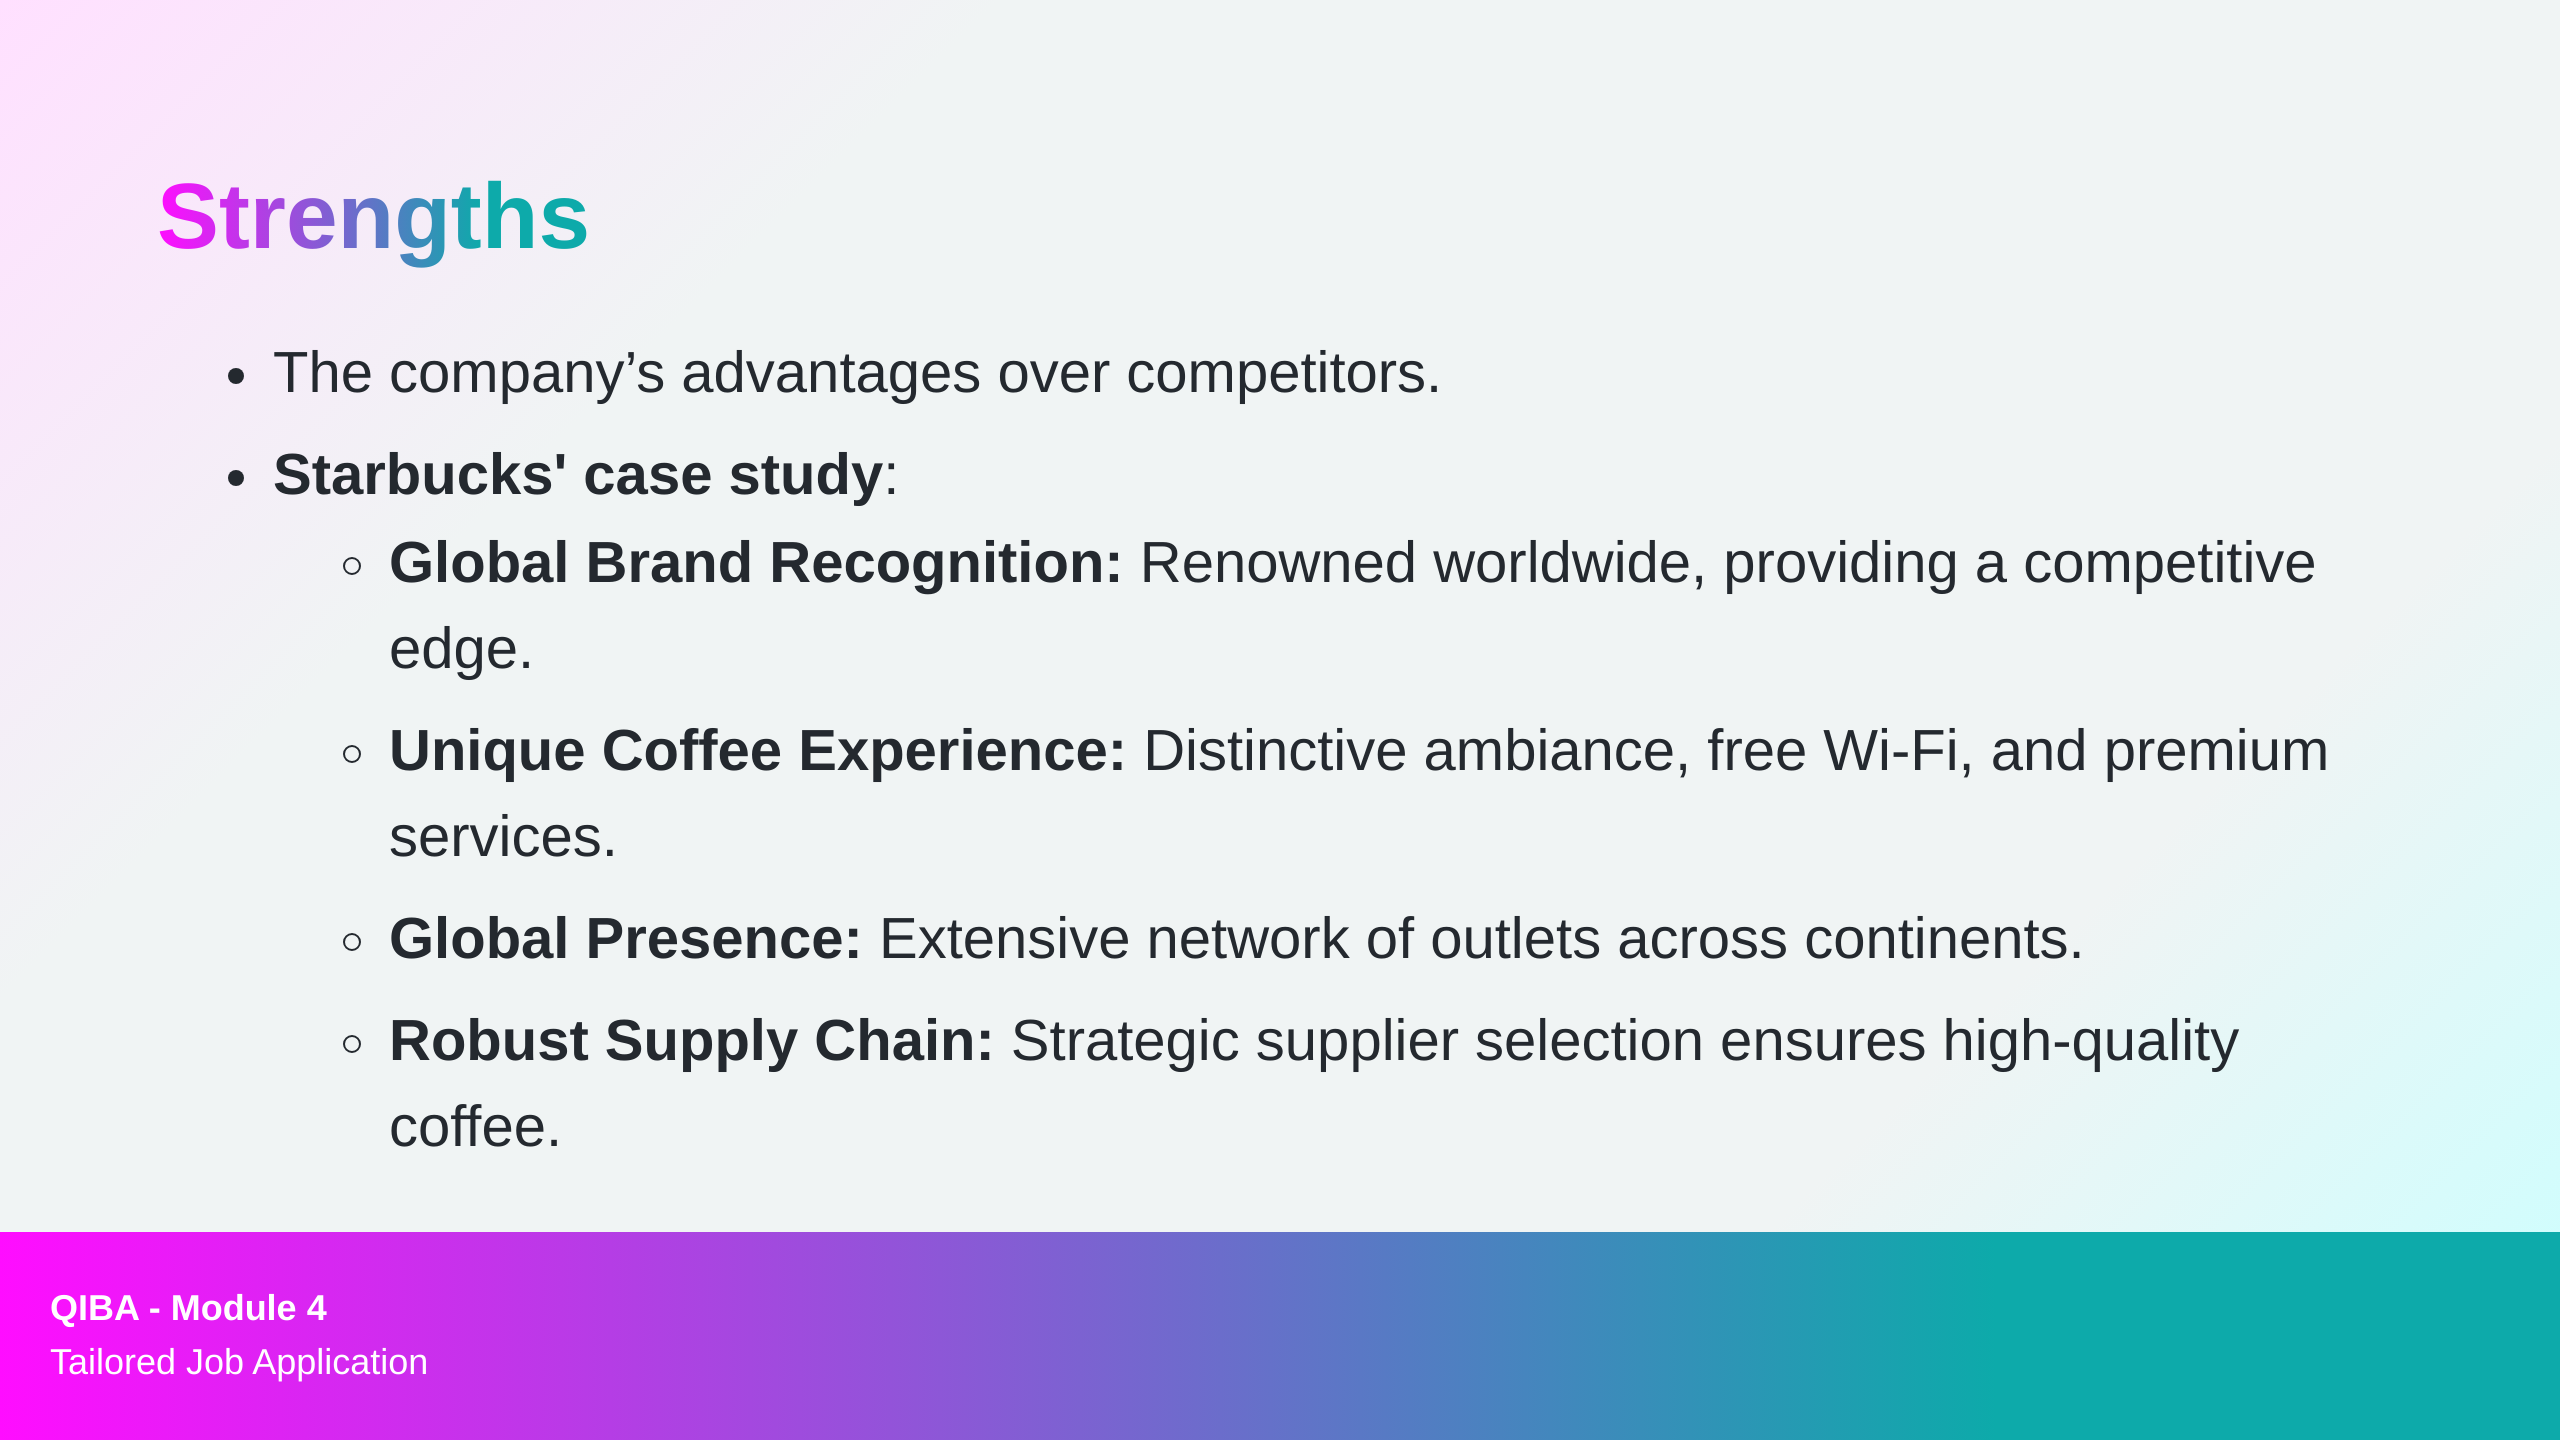 Strengths
• The company’s advantages over competitors.
• Starbucks' case study:
◦ Global Brand Recognition: Renowned worldwide, providing a competitive
edge.
◦ Unique Coffee Experience: Distinctive ambiance, free Wi-Fi, and premium
services.
◦ Global Presence: Extensive network of outlets across continents.
◦ Robust Supply Chain: Strategic supplier selection ensures high-quality
coffee.
QIBA - Module 4
Tailored Job Application